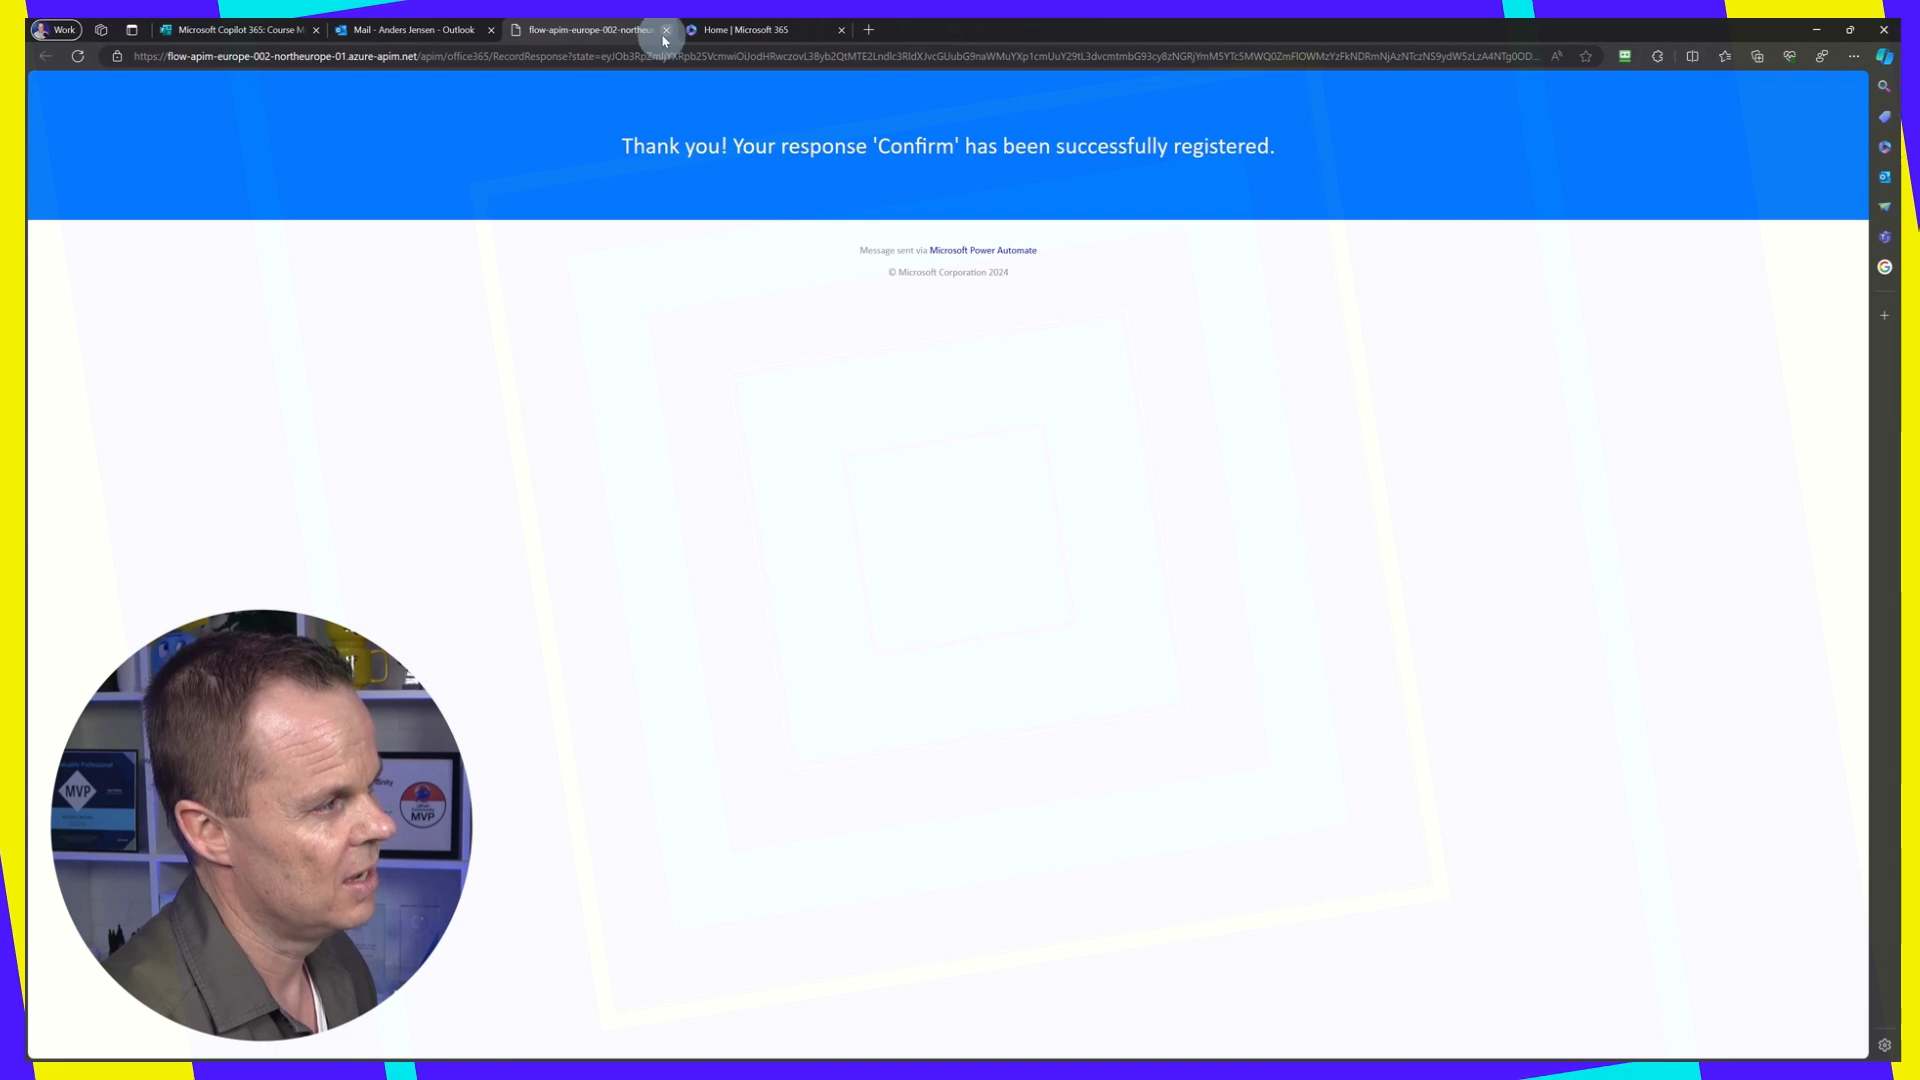 Work
Microsoft Copilot 365: Course M
Mail - Anders Jensen - Outlook
flow-apim-europe-002-northeu
Home | Microsoft 365
Thank you! Your response 'Confirm' has been successfully registered.
Message sent via Microsoft Power Automate
© Microsoft Corporation 2024
MVP
MVP